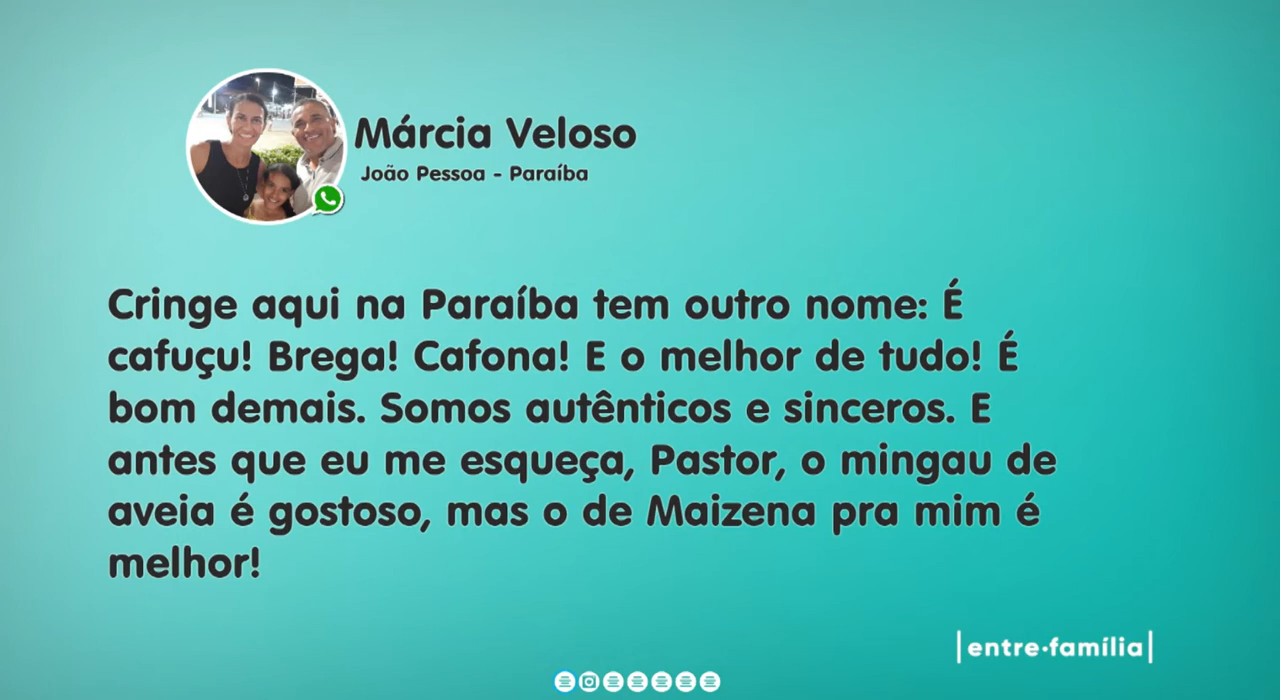 Márcia Veloso
João Pessoa - Paraíba
Cringe aqui na Paraíba tem outro nome: É
cafuçu! Brega! Cafona! E o melhor de tudo! É
bom demais. Somos autênticos e sinceros. E
antes que eu me esqueça, Pastor, o mingau de
aveia é gostoso, mas o de Maizena pra mim é
melhor!
|entre·família|